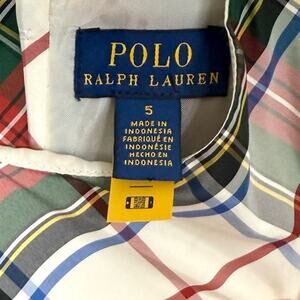 POLO
RALPH LAUREN
5
MADE IN
INDONESIA
FABRIQUÉ EN
INDONÉSIE
HECHO EN
INDONESIA